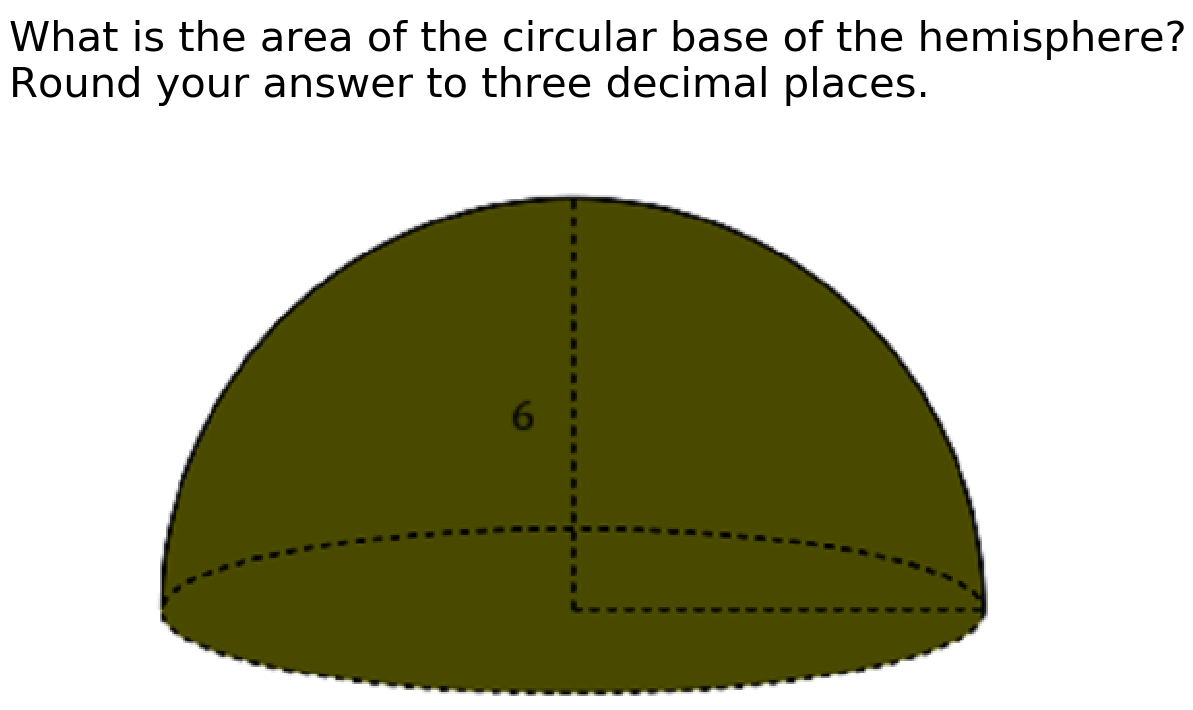 What is the area of the circular base of the hemisphere?
Round your answer to three decimal places.
6